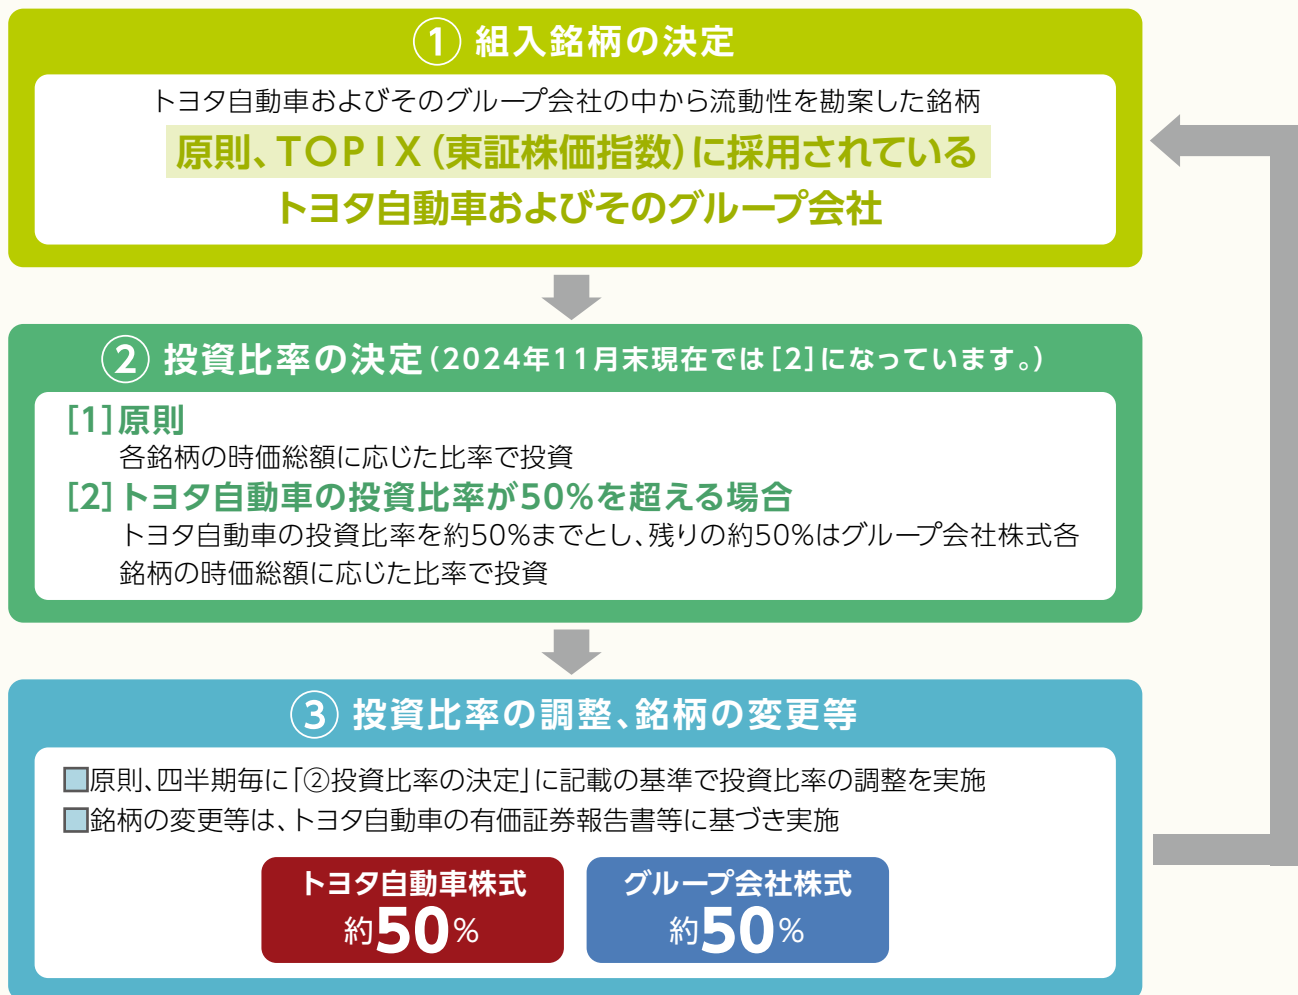 ① 組入銘柄の決定
トヨタ自動車およびそのグループ会社の中から流動性を勘案した銘柄
原則、TOPIX（東証株価指数）に採用されている
トヨタ自動車およびそのグループ会社
② 投資比率の決定（2024年11月末現在では［2］になっています。）
［1］原則
各銘柄の時価総額に応じた比率で投資
［2］トヨタ自動車の投資比率が50%を超える場合
トヨタ自動車の投資比率を約50%までとし、残りの約50%はグループ会社株式各
銘柄の時価総額に応じた比率で投資
③ 投資比率の調整、銘柄の変更等
■原則、四半期毎に「②投資比率の決定」に記載の基準で投資比率の調整を実施
■銘柄の変更等は、トヨタ自動車の有価証券報告書等に基づき実施
トヨタ自動車株式
約50%
グループ会社株式
約50%